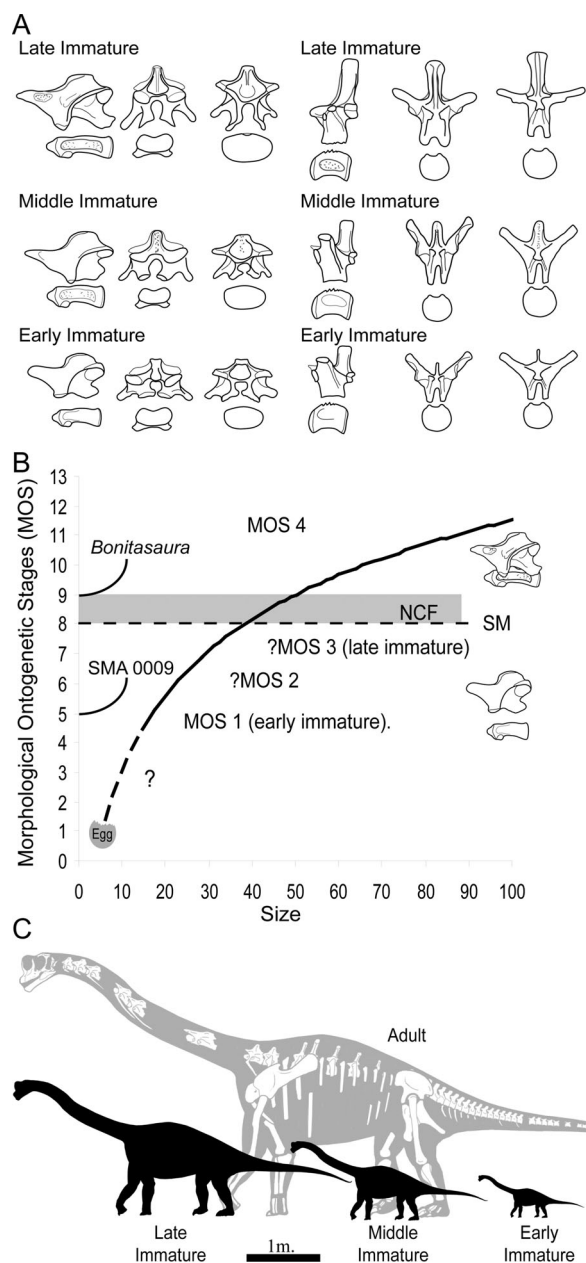 A
Late Immature
Late Immature
Middle Immature
Middle Immature
Early Immature
Early Immature
B
Morphological Ontogenetic Stages (MOS)
13
12
11
10
9
8
7
6
5
4
3
2
1
0
MOS 4
Bonitasaura
NCF
SM
?MOS 3 (late immature)
SMA 0009
?MOS 2
MOS 1 (early immature).
?
Egg
0 10 20 30 40 50 60 70 80 90 100
Size
C
Adult
Late
Immature
1m.
Middle
Immature
Early
Immature